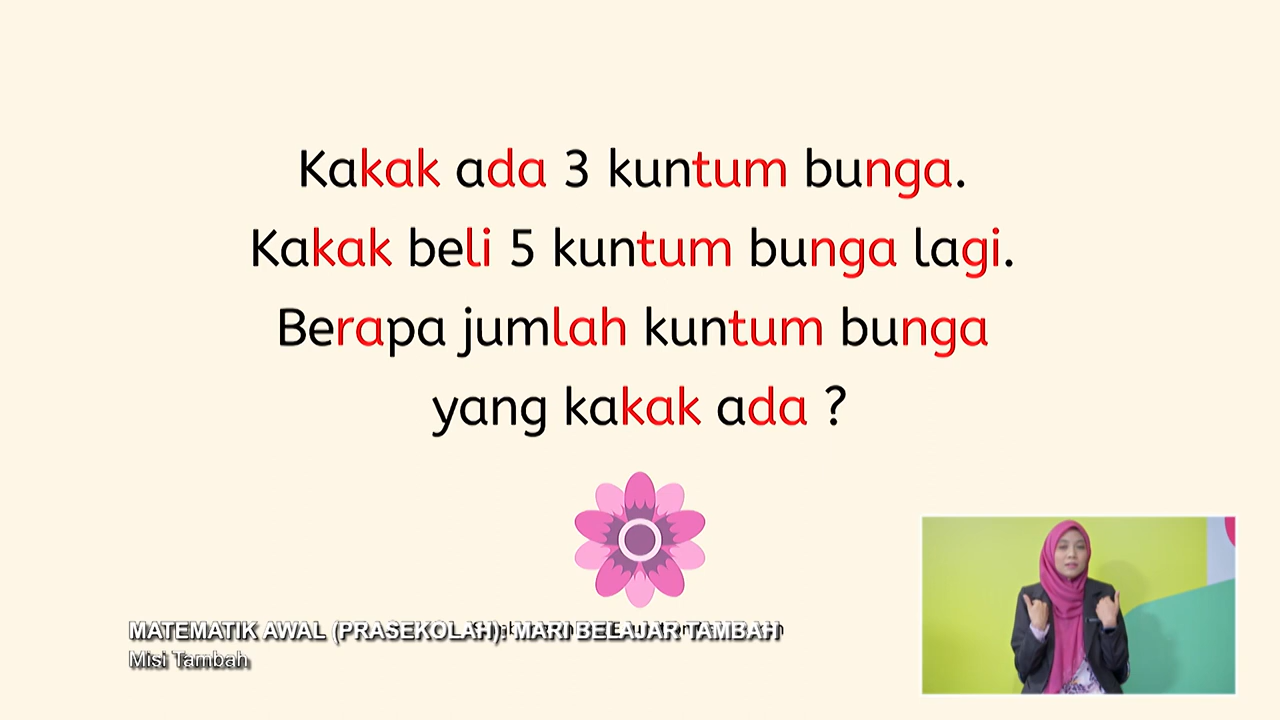 Kakak ada 3 kuntum bunga.
Kakak beli 5 kuntum bunga lagi.
Berapa jumlah kuntum bunga
yang kakak ada ?
MATEMATIK AWAL (PRASEKOLAH): MARI BELAJAR TAMBAH
Misi Tambah